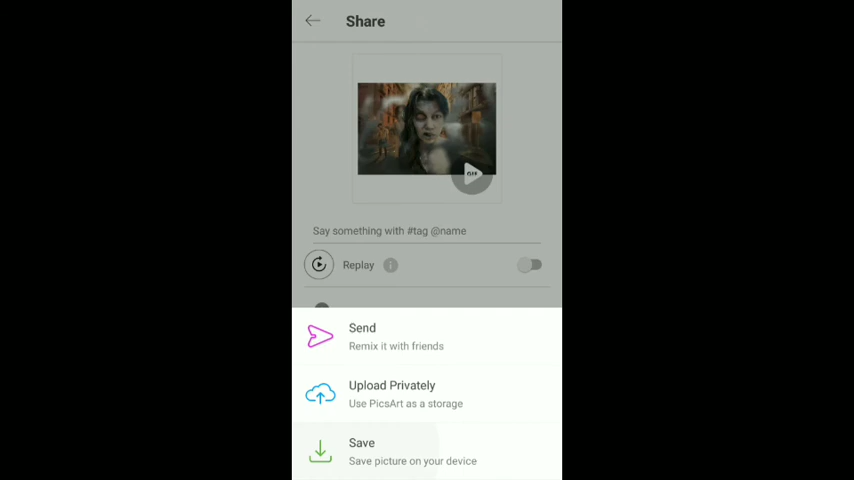 Share
GIF
Say something with #tag @name
Replay
Send
Remix it with friends
Upload Privately
Use PicsArt as a storage
Save
Save picture on your device